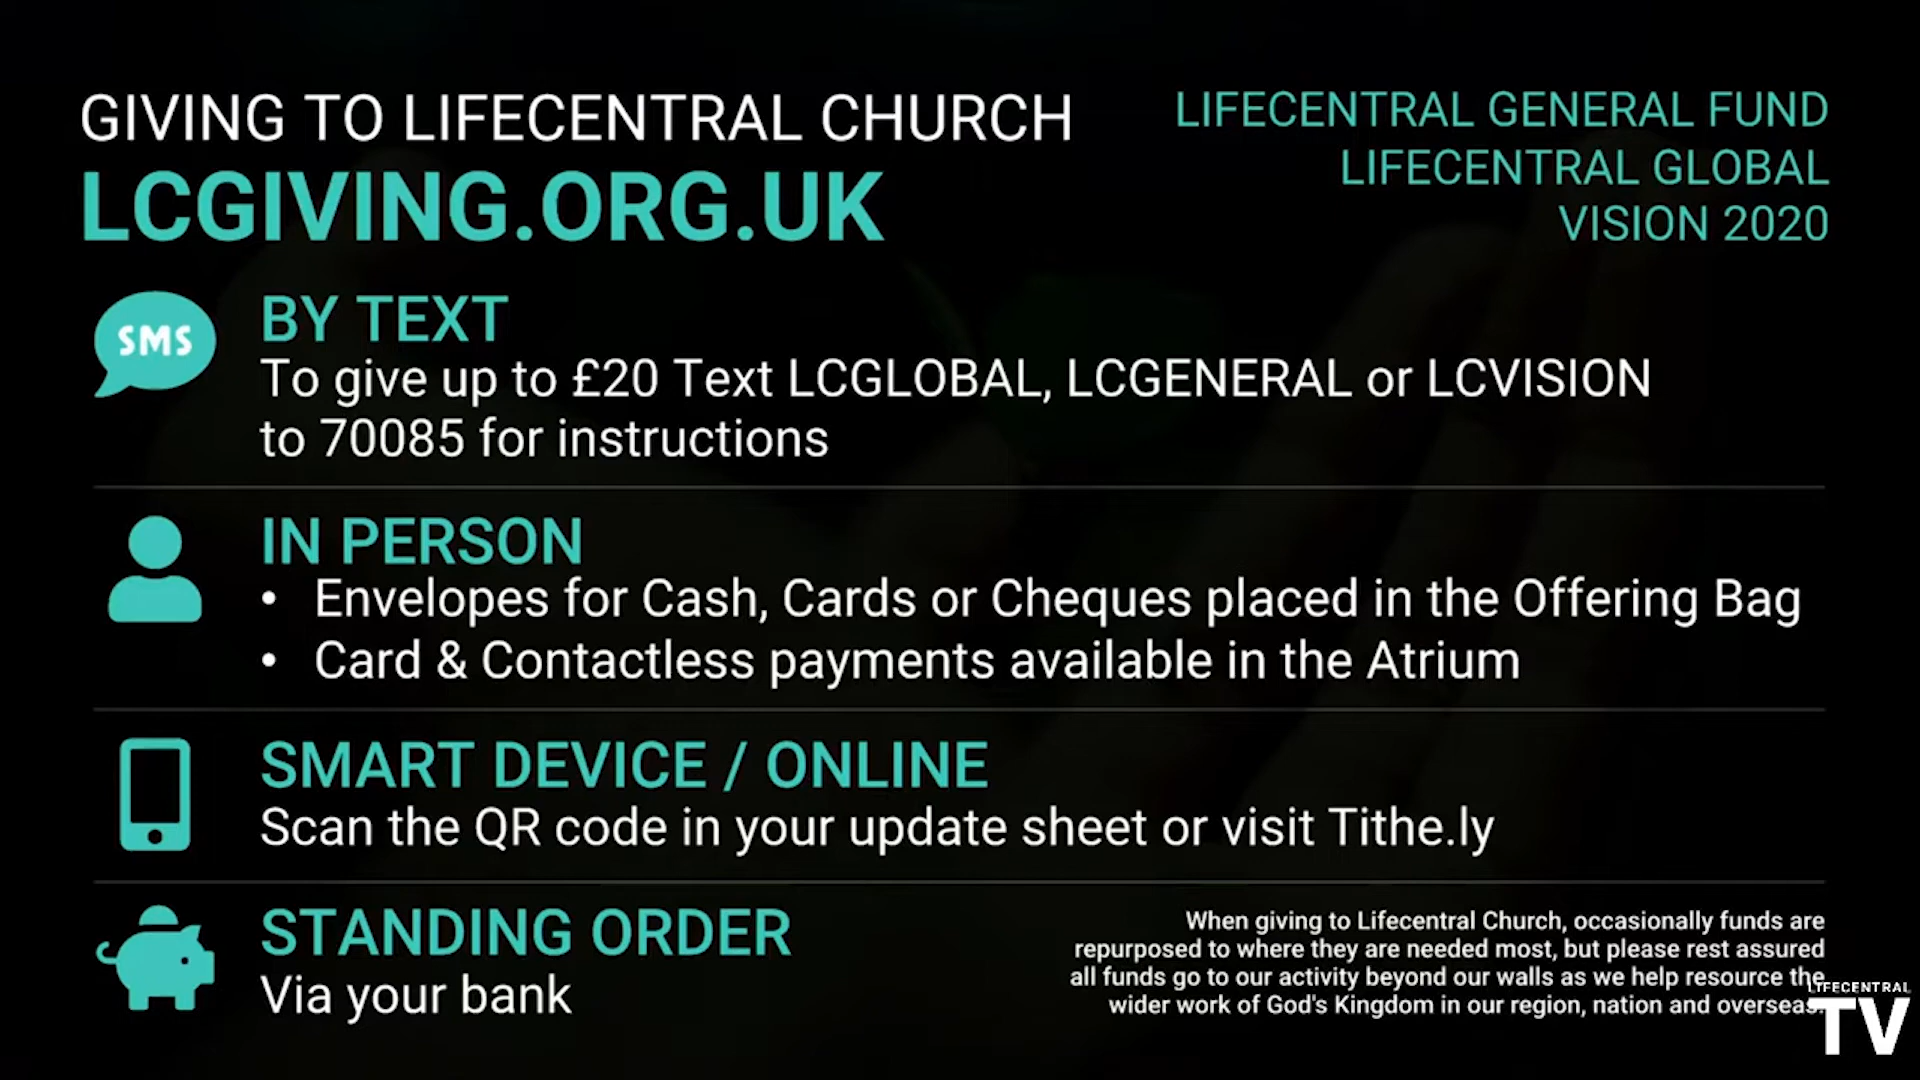 GIVING TO LIFECENTRAL CHURCH
LCGIVING.ORG.UK
LIFECENTRAL GENERAL FUND
LIFECENTRAL GLOBAL
VISION 2020
SMS
BY TEXT
To give up to £20 Text LCGLOBAL, LCGENERAL or LCVISION
to 70085 for instructions
IN PERSON
• Envelopes for Cash, Cards or Cheques placed in the Offering Bag
• Card & Contactless payments available in the Atrium
SMART DEVICE / ONLINE
Scan the QR code in your update sheet or visit Tithe.ly
STANDING ORDER
Via your bank
When giving to Lifecentral Church, occasionally funds are
repurposed to where they are needed most, but please rest assured
all funds go to our activity beyond our walls as we help resource the
wider work of God's Kingdom in our region, nation and overseas.
LIFECENTRAL
TV